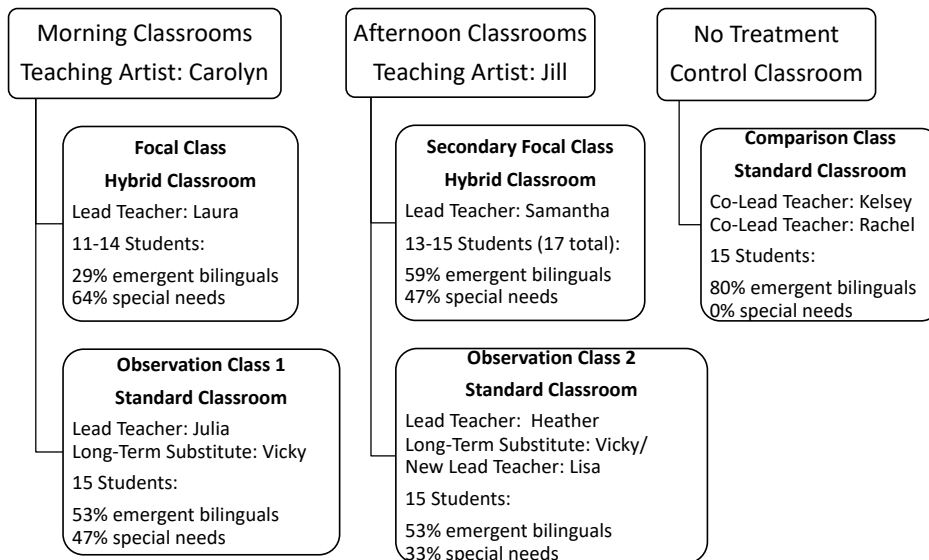 Morning Classrooms
Teaching Artist: Carolyn
Focal Class
Hybrid Classroom
Lead Teacher: Laura
11-14 Students:
29% emergent bilinguals
64% special needs
Observation Class 1
Standard Classroom
Lead Teacher: Julia
Long-Term Substitute: Vicky
15 Students:
53% emergent bilinguals
47% special needs
Afternoon Classrooms
Teaching Artist: Jill
Secondary Focal Class
Hybrid Classroom
Lead Teacher: Samantha
13-15 Students (17 total):
59% emergent bilinguals
47% special needs
Observation Class 2
Standard Classroom
Lead Teacher: Heather
Long-Term Substitute: Vicky/
New Lead Teacher: Lisa
15 Students:
53% emergent bilinguals
33% special needs
No Treatment
Control Classroom
Comparison Class
Standard Classroom
Co-Lead Teacher: Kelsey
Co-Lead Teacher: Rachel
15 Students:
80% emergent bilinguals
0% special needs